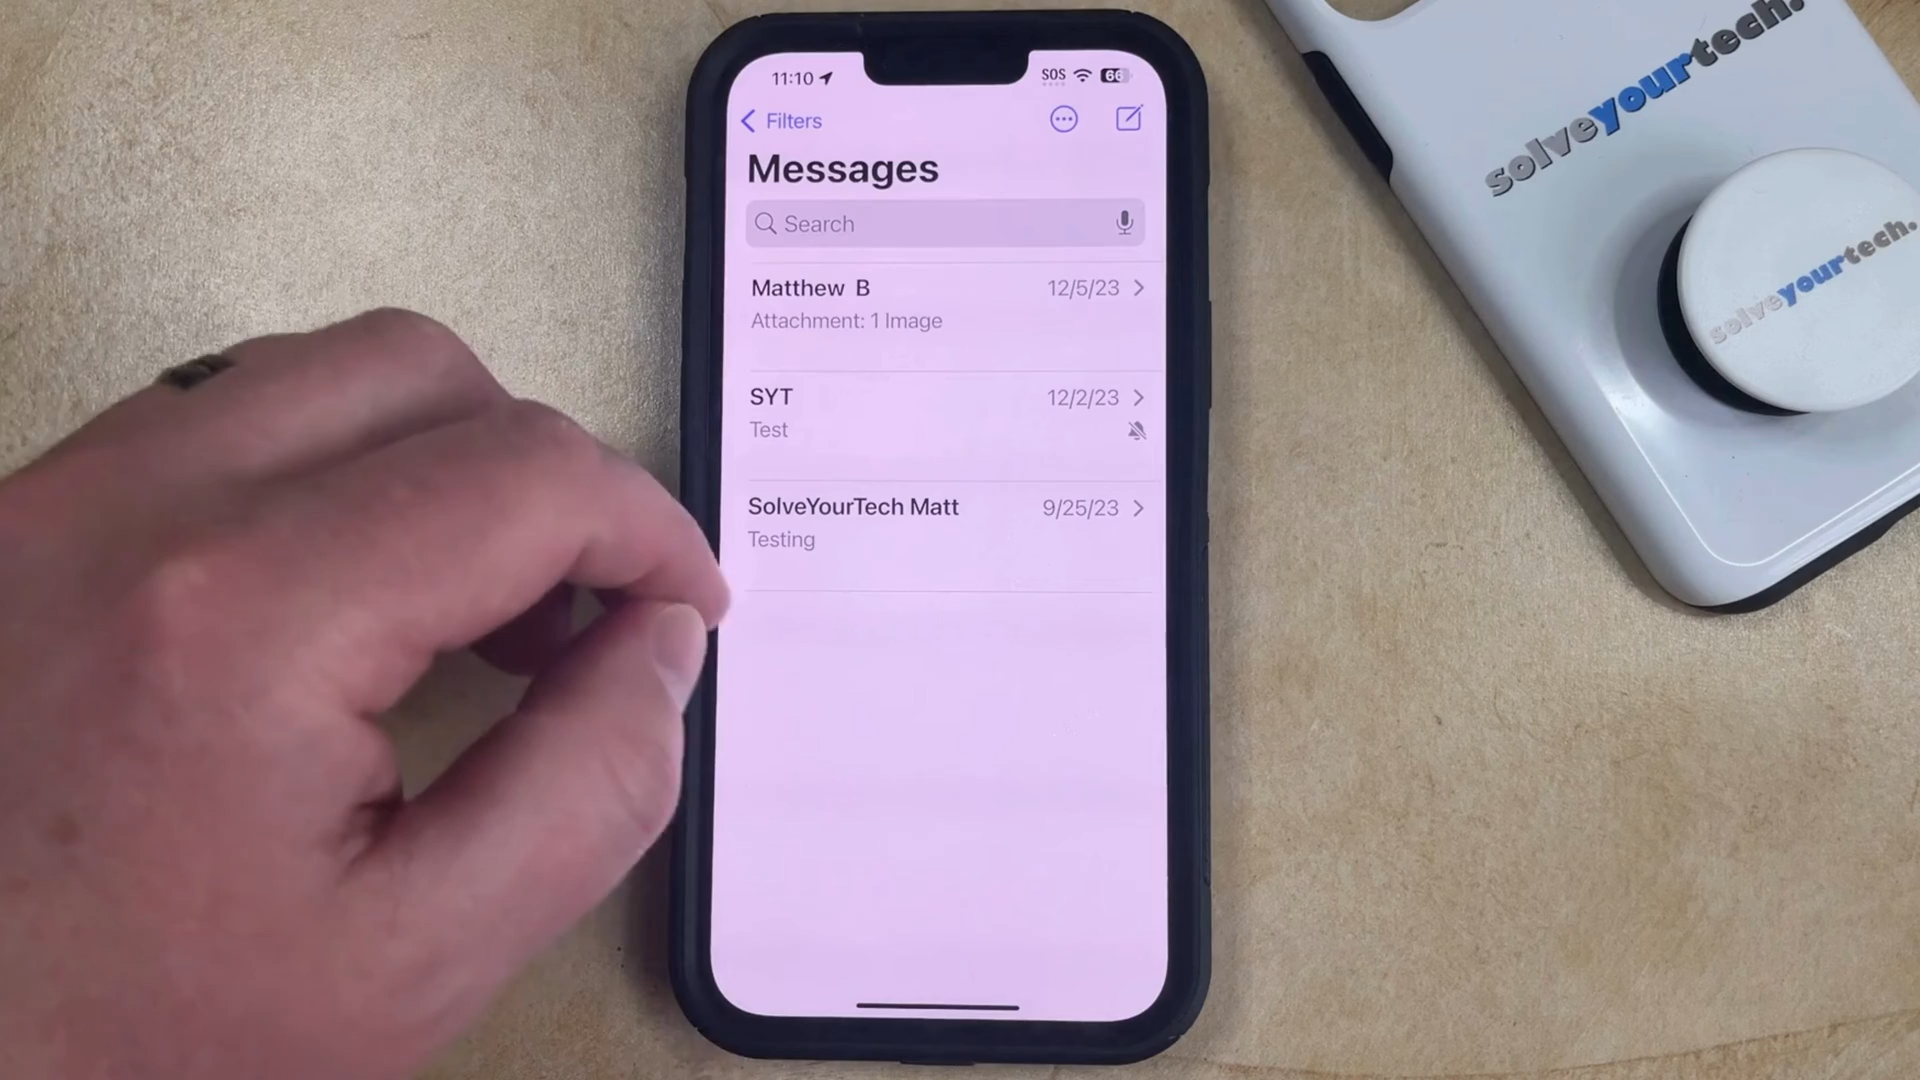 11:10
SOS
66
Filters
Messages
Search
Matthew B
12/5/23
Attachment: 1 Image
SYT
12/2/23
Test
SolveYourTech Matt
9/25/23
Testing
solveyourtech.
solveyourtech.